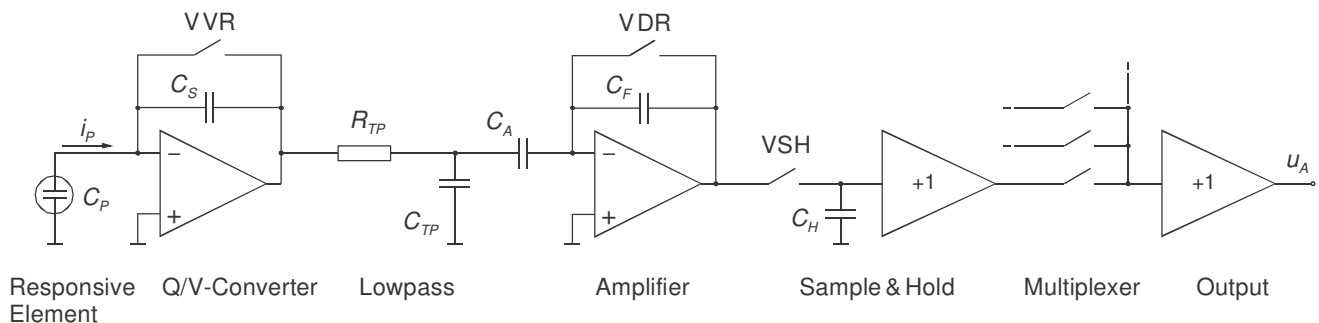 VVR
VDR
C_S
C_F
i_P
R_TP
C_A
VSH
u_A
−
−
+1
+1
C_P
+
C_TP
+
C_H
Responsive Element
Q/V-Converter
Lowpass
Amplifier
Sample & Hold
Multiplexer
Output